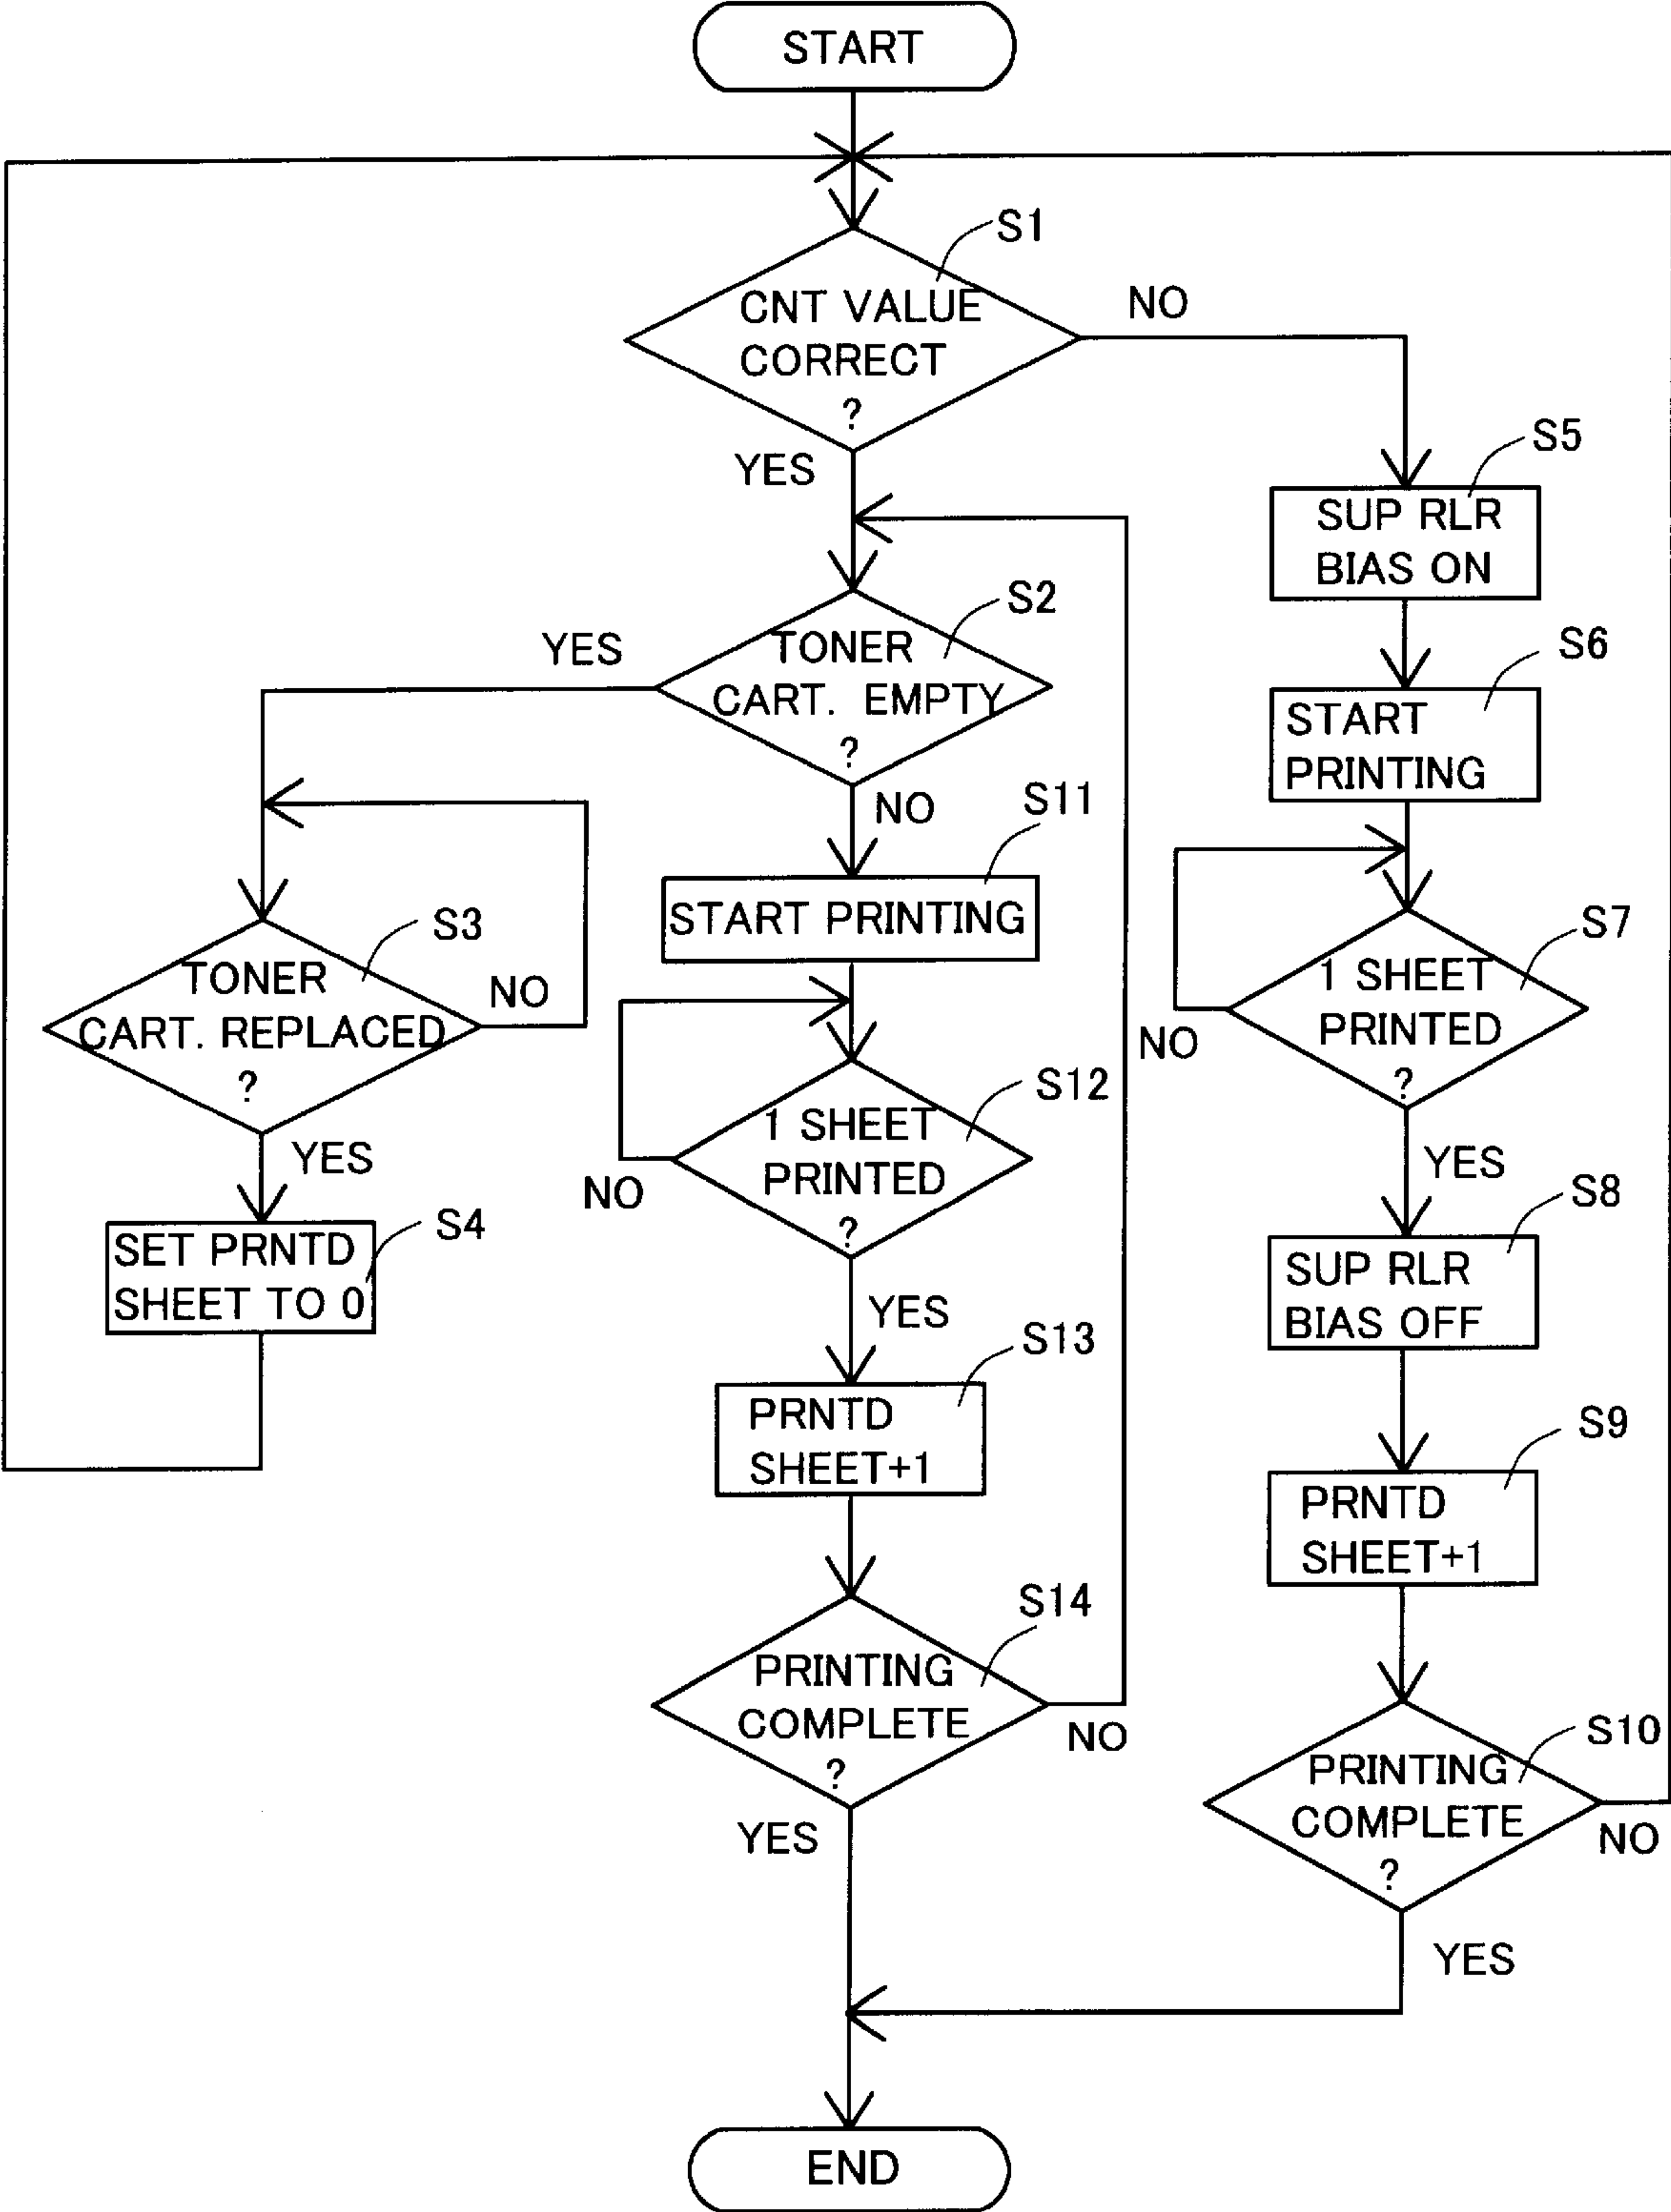 START
S1
CNT VALUE
CORRECT
?
NO
YES
S5
SUP RLR
BIAS ON
S2
TONER
CART. EMPTY
?
YES
NO
S6
START
PRINTING
S11
START PRINTING
S3
TONER
CART. REPLACED
?
NO
YES
S7
1 SHEET
PRINTED
?
NO
YES
S12
1 SHEET
PRINTED
?
NO
YES
S4
SET PRNTD
SHEET TO 0
S8
SUP RLR
BIAS OFF
S13
PRNTD
SHEET+1
S9
PRNTD
SHEET+1
S14
PRINTING
COMPLETE
?
NO
YES
S10
PRINTING
COMPLETE
?
NO
YES
END